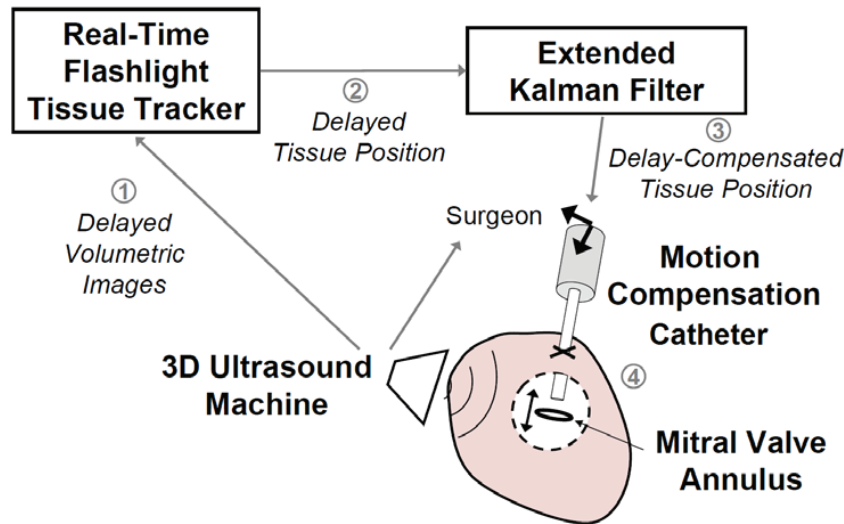 Real-Time
Flashlight
Tissue Tracker
②
Delayed
Tissue Position
Extended
Kalman Filter
③
Delay-Compensated
Tissue Position
①
Delayed
Volumetric
Images
Surgeon
Motion
Compensation
Catheter
3D Ultrasound
Machine
④
Mitral Valve
Annulus